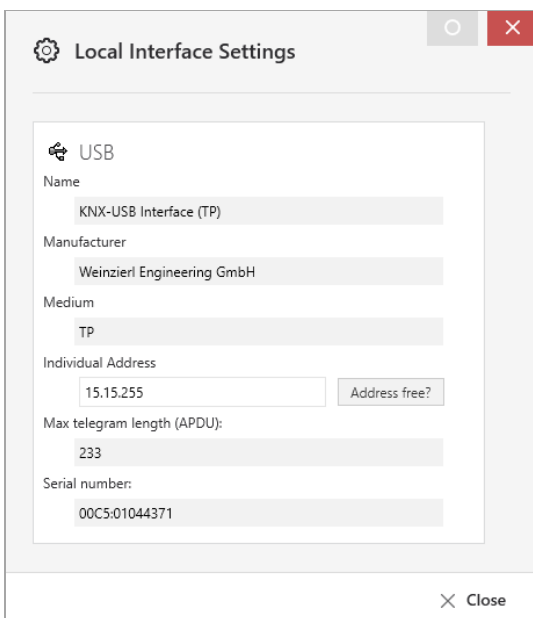 Local Interface Settings
USB
Name
KNX-USB Interface (TP)
Manufacturer
Weinzierl Engineering GmbH
Medium
TP
Individual Address
15.15.255
Address free?
Max telegram length (APDU):
233
Serial number:
00C5:01044371
Close